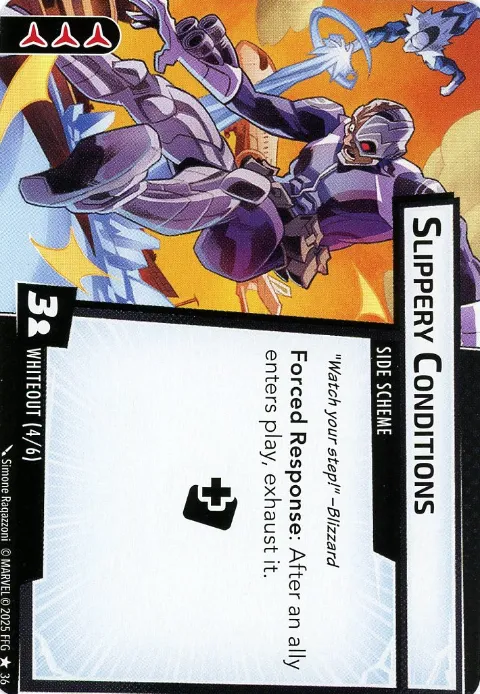 SLIPPERY CONDITIONS
SIDE SCHEME
"Watch your step!" –Blizzard
Forced Response: After an ally
enters play, exhaust it.
3
WHITEOUT (4/6)
Simone Ragazzoni © MARVEL © 2025 FFG ★ 36